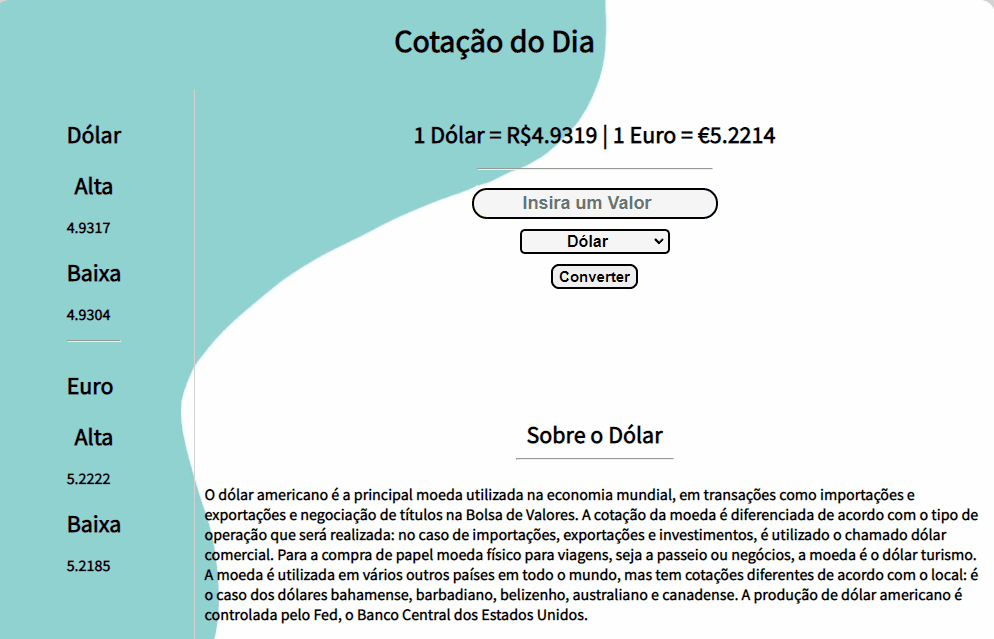 Cotação do Dia
Dólar
Alta
4.9317
Baixa
4.9304
Euro
Alta
5.2222
Baixa
5.2185
1 Dólar = R$4.9319 | 1 Euro = €5.2214
Insira um Valor
Dólar
Converter
Sobre o Dólar
O dólar americano é a principal moeda utilizada na economia mundial, em transações como importações e
exportações e negociação de títulos na Bolsa de Valores. A cotação da moeda é diferenciada de acordo com o tipo de
operação que será realizada: no caso de importações, exportações e investimentos, é utilizado o chamado dólar
comercial. Para a compra de papel moeda físico para viagens, seja a passeio ou negócios, a moeda é o dólar turismo.
A moeda é utilizada em vários outros países em todo o mundo, mas tem cotações diferentes de acordo com o local: é
o caso dos dólares bahamense, barbadiano, belizenho, australiano e canadense. A produção de dólar americano é
controlada pelo Fed, o Banco Central dos Estados Unidos.